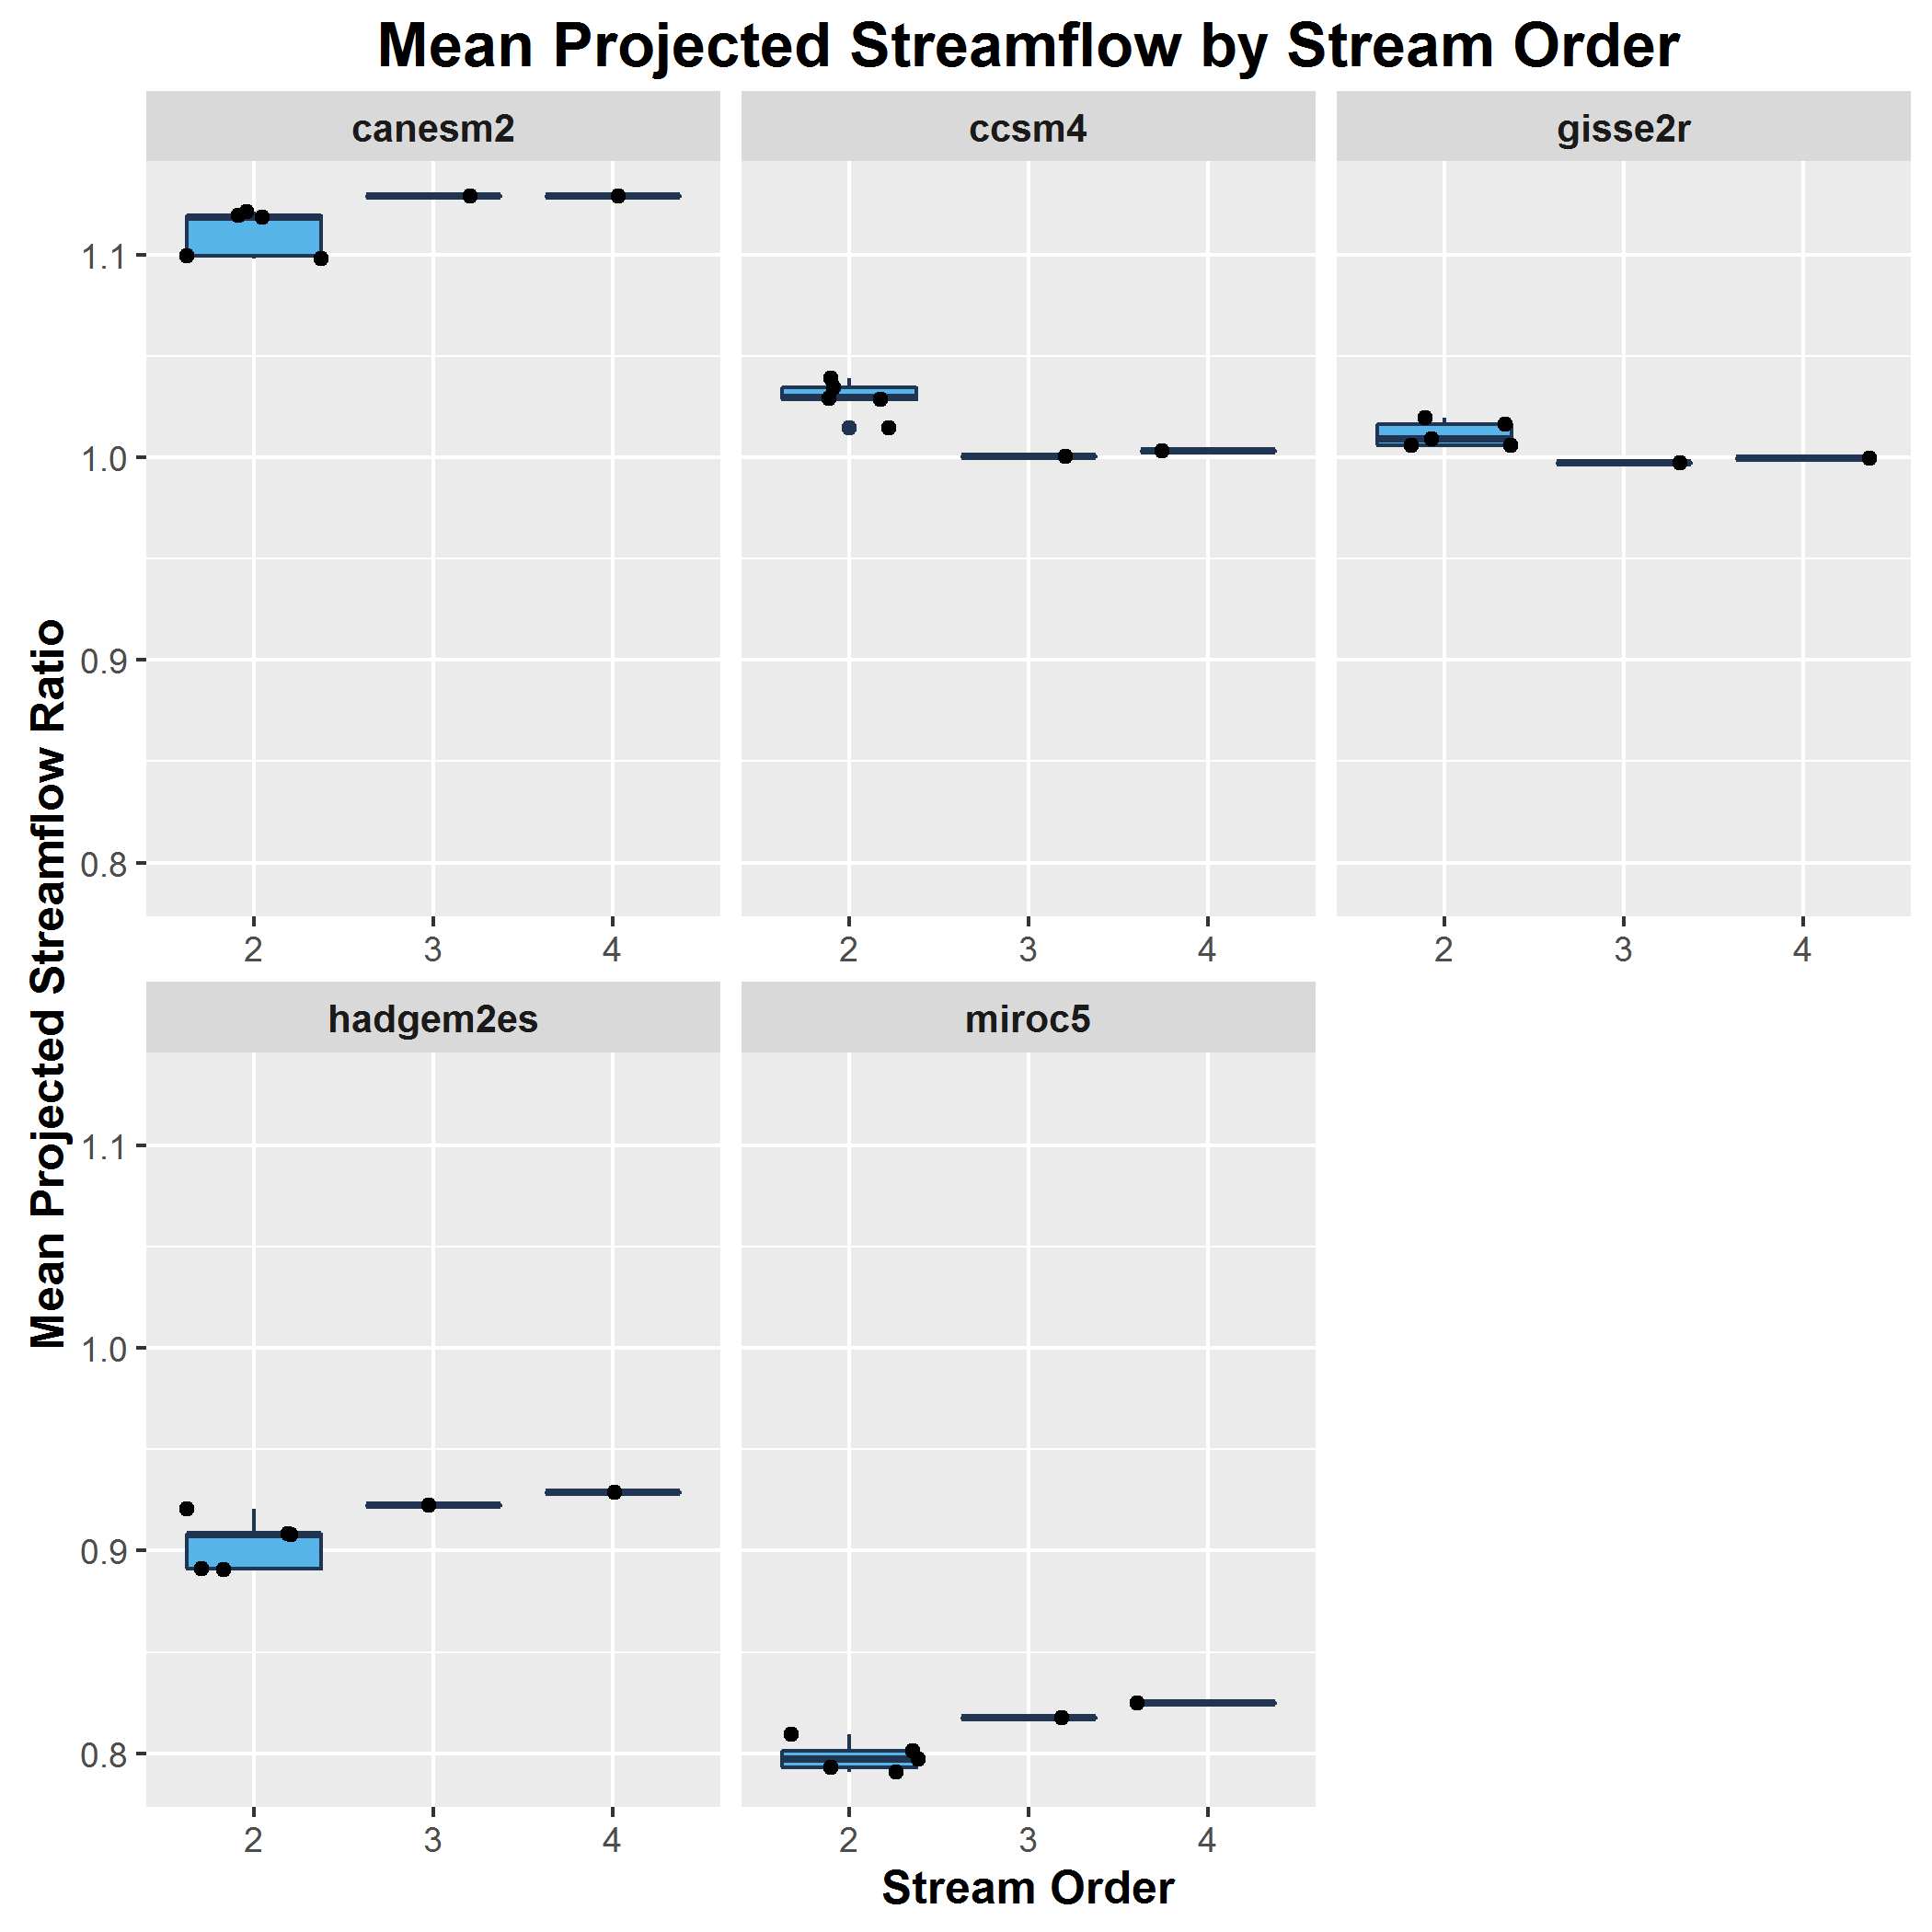 Mean Projected Streamflow by Stream Order
canesm2
ccsm4
gisse2r
Mean Projected Streamflow Ratio
1.1
1.0
0.9
0.8
2 3 4
2 3 4
2 3 4
hadgem2es
miroc5
1.1
1.0
0.9
0.8
2 3 4
2 3 4
Stream Order